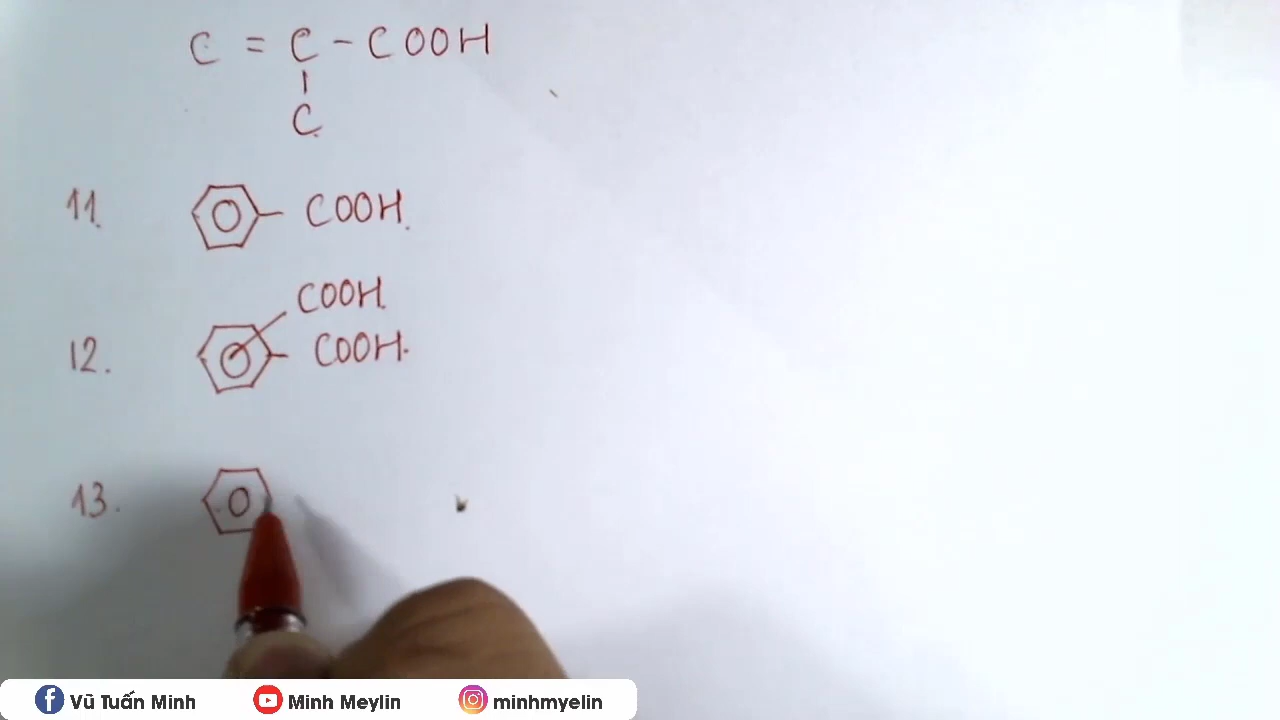 C = C - COOH
C
11. COOH.
COOH
12. COOH.
13.
Vũ Tuấn Minh Minh Meylin minhmyelin